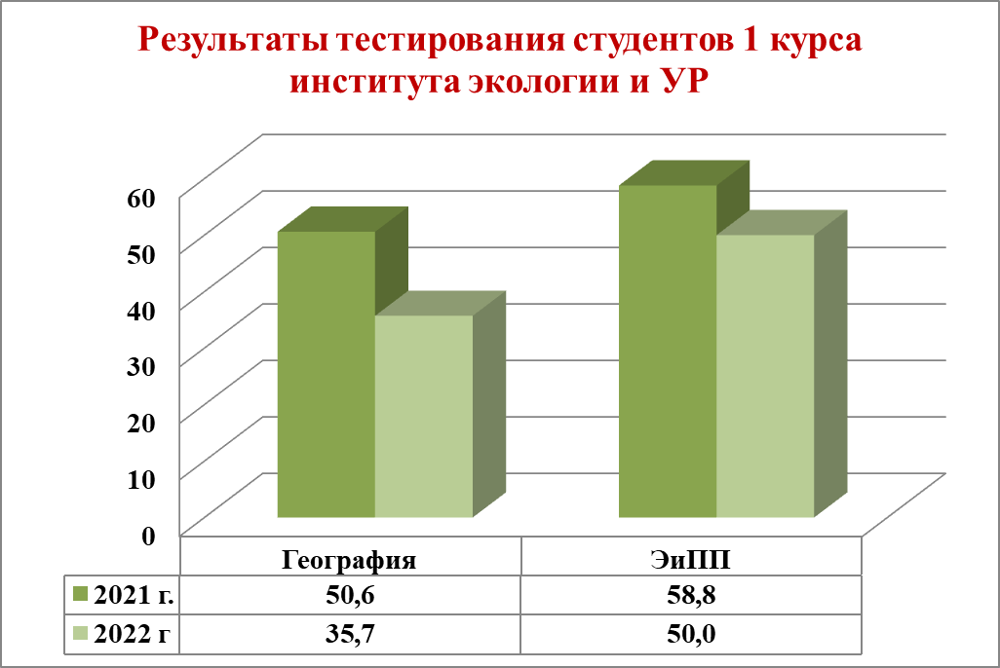 Результаты тестирования студентов 1 курса
института экологии и УР
60
50
40
30
20
10
0
География ЭиПП
2021 г. 50,6 58,8
2022 г 35,7 50,0